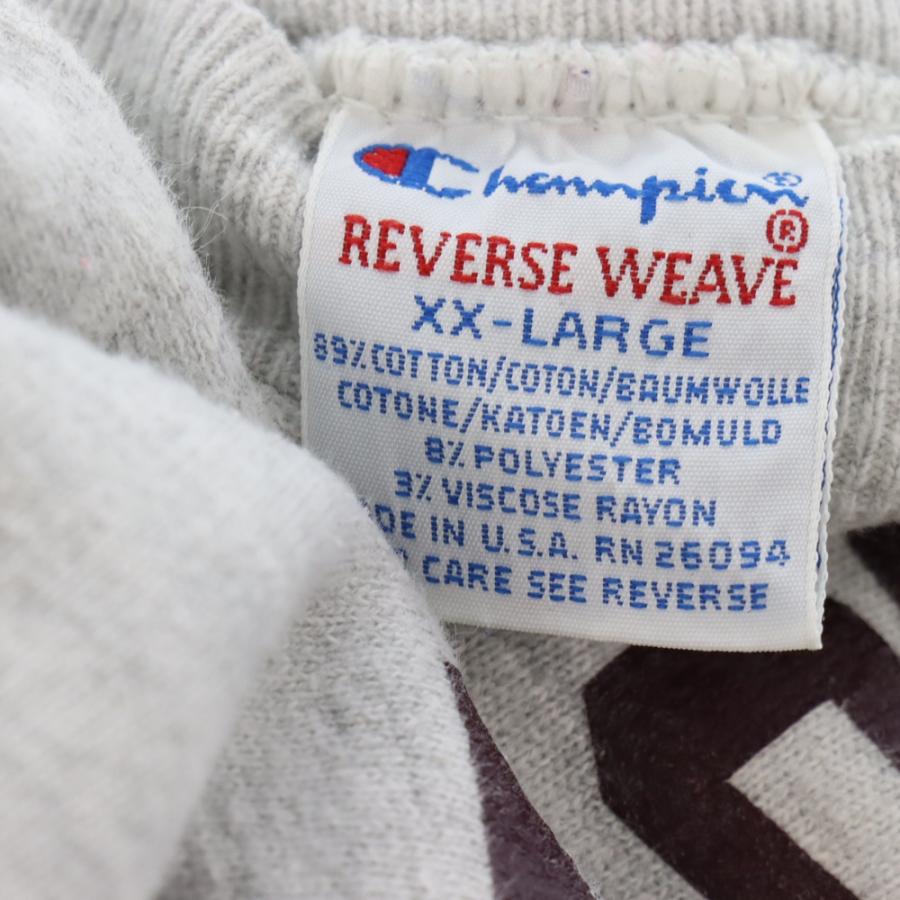 Champion®
REVERSE WEAVE®
XX-LARGE
89% COTTON/COTON/BAUMWOLLE
COTONE/KATOEN/BOMULD
8% POLYESTER
3% VISCOSE RAYON
DE IN U.S.A. RN 26094
CARE SEE REVERSE